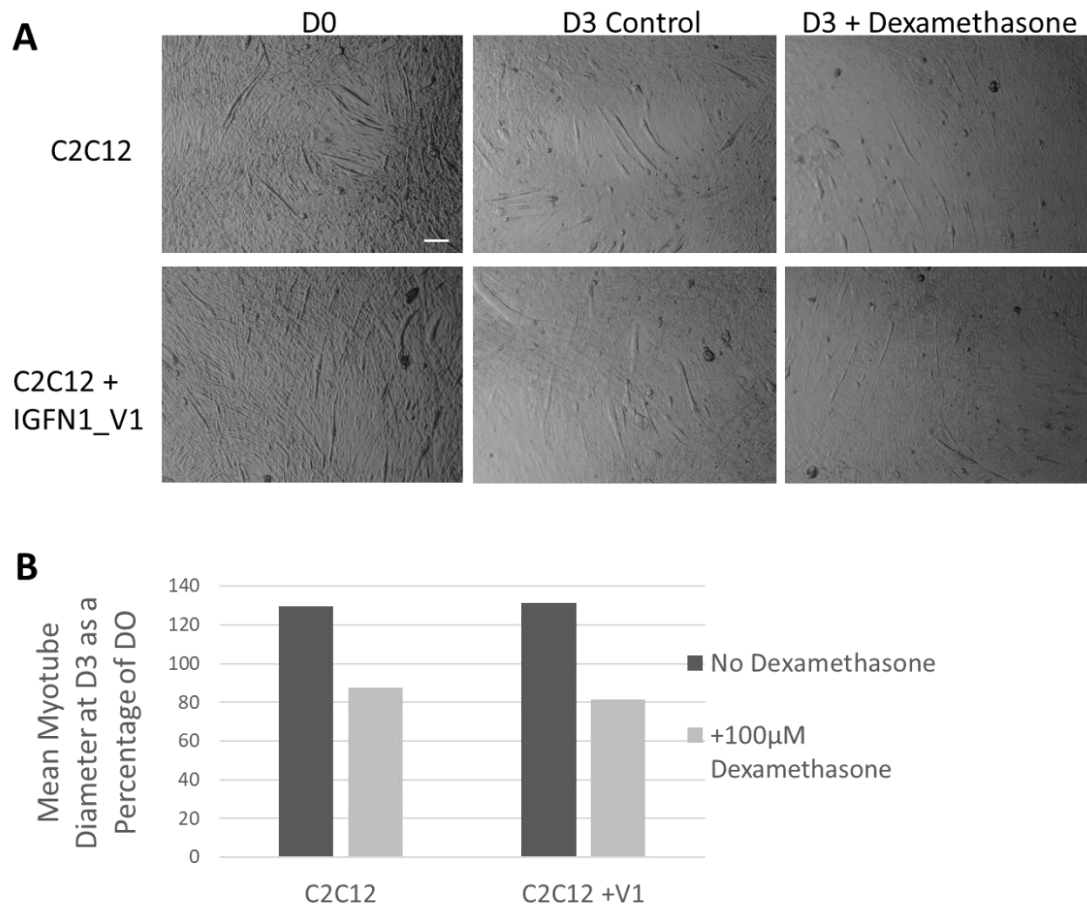 A
D0
D3 Control
D3 + Dexamethasone
C2C12
C2C12 +
IGFN1_V1
B
Mean Myotube
Diameter at D3 as a
Percentage of DO
140
120
100
80
60
40
20
0
C2C12
C2C12 +V1
No Dexamethasone
+100µM
Dexamethasone